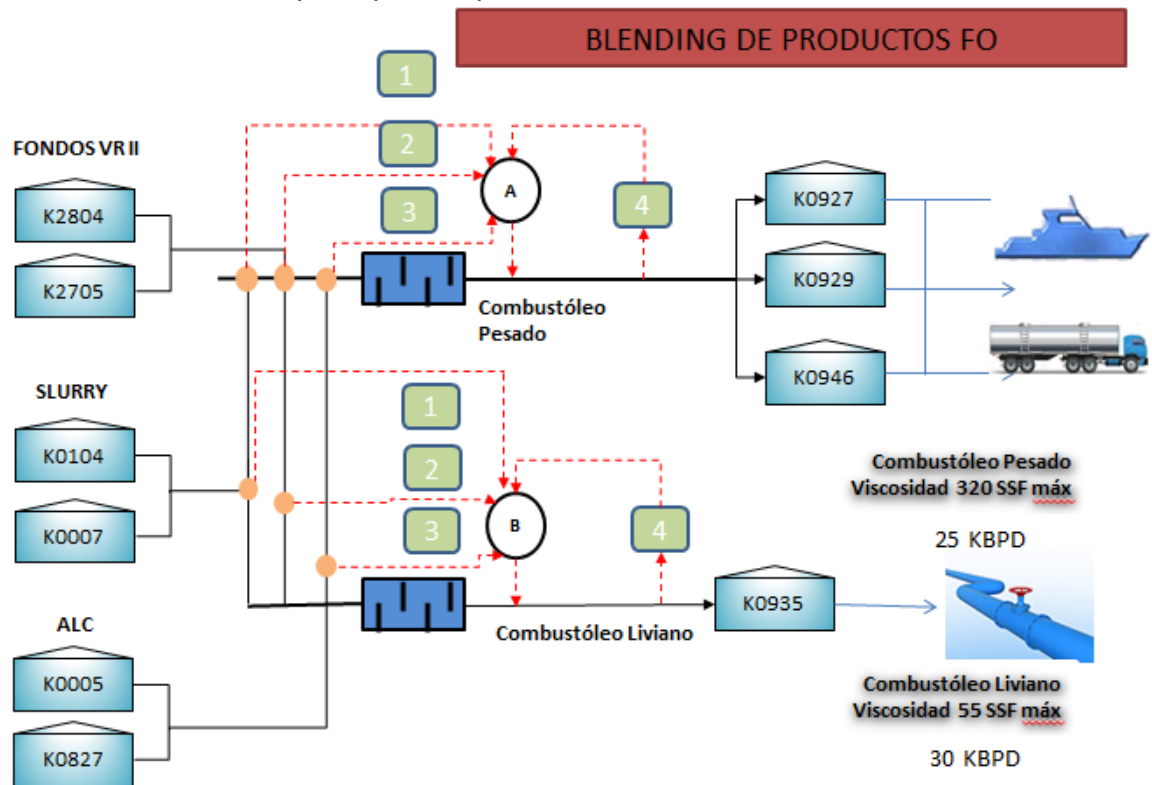 BLENDING DE PRODUCTOS FO
1
2
3
4
A
FONDOS VR II
K2804
K2705
K0927
K0929
K0946
Combustóleo
Pesado
SLURRY
K0104
K0007
1
2
3
4
B
Combustóleo Pesado
Viscosidad 320 SSF máx
25 KBPD
K0935
Combustóleo Liviano
ALC
K0005
K0827
Combustóleo Liviano
Viscosidad 55 SSF máx
30 KBPD